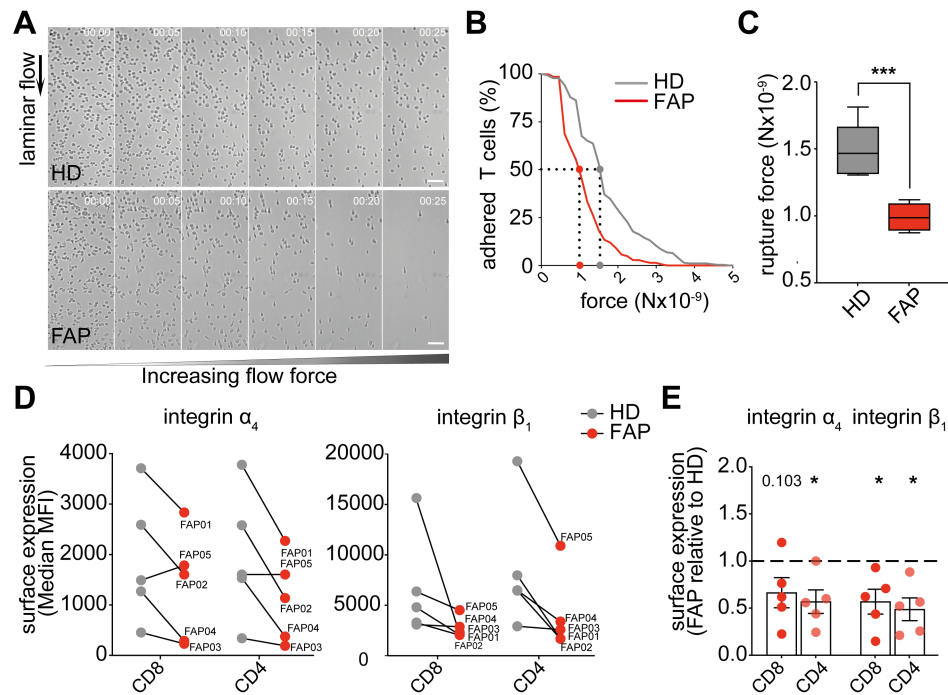 A
00:00 00:05 00:10 00:15 00:20 00:25
laminar flow
HD
00:00 00:05 00:10 00:15 00:20 00:25
FAP
Increasing flow force
B
HD
FAP
adhered T cells (%)
100
75
50
25
0
0 1 2 3 4 5
force (Nx10⁻⁹)
C
rupture force (Nx10⁻⁹)
2.0
1.5
1.0
0.5
***
HD FAP
D
integrin α₄
surface expression
(Median MFI)
4000
3000
2000
1000
0
FAP01
FAP05
FAP02
FAP04
FAP03
FAP01
FAP05
FAP02
FAP04
FAP03
CD8 CD4
integrin β₁
HD
FAP
20000
15000
10000
5000
0
FAP05
FAP04
FAP03
FAP01
FAP02
FAP05
FAP04
FAP03
FAP01
FAP02
CD8 CD4
E
integrin α₄ integrin β₁
surface expression
(FAP relative to HD)
2.0
1.5
1.0
0.5
0.0
0.103 * * *
CD8 CD4 CD8 CD4